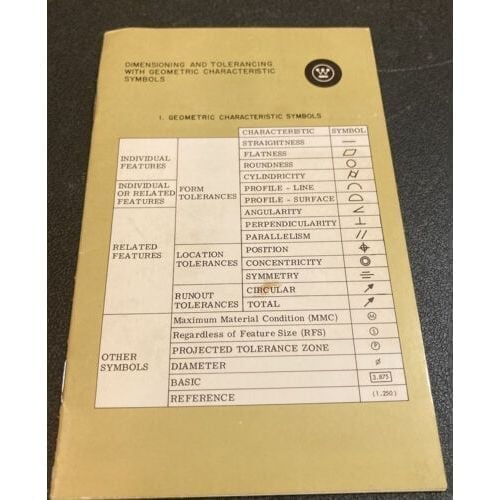 DIMENSIONING AND TOLERANCING
WITH GEOMETRIC CHARACTERISTIC
SYMBOLS
W
1. GEOMETRIC CHARACTERISTIC SYMBOLS
CHARACTERISTIC SYMBOL
INDIVIDUAL
FEATURES
FORM
TOLERANCES
STRAIGHTNESS —
FLATNESS ▱
ROUNDNESS ○
CYLINDRICITY ⌭
INDIVIDUAL
OR RELATED
FEATURES
PROFILE - LINE ⌒
PROFILE - SURFACE ⌓
RELATED
FEATURES
ANGULARITY ∠
PERPENDICULARITY ⊥
PARALLELISM //
LOCATION
TOLERANCES
POSITION ⌖
CONCENTRICITY ◎
SYMMETRY ⌯
RUNOUT
TOLERANCES
CIRCULAR ↗
TOTAL ↗
OTHER
SYMBOLS
Maximum Material Condition (MMC) Ⓜ
Regardless of Feature Size (RFS) Ⓢ
PROJECTED TOLERANCE ZONE Ⓟ
DIAMETER ⌀
BASIC 3.875
REFERENCE (1.250)